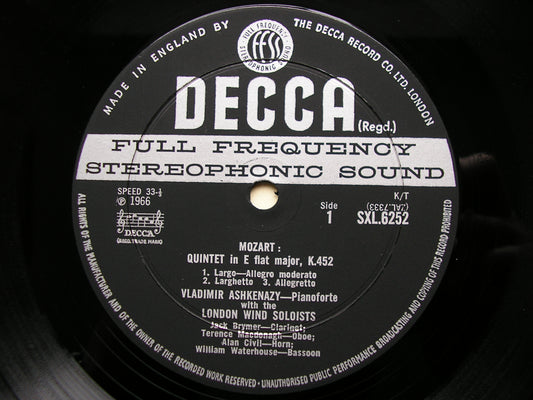 MADE IN ENGLAND BY
THE DECCA RECORD CO. LTD. LONDON
FULL FREQUENCY
STEREOPHONIC SOUND
FFSS
DECCA (Regd.)
FULL FREQUENCY
STEREOPHONIC SOUND
SPEED 33-⅓
Ⓟ 1966
DECCA
(REGD. TRADE MARK)
K/T
(ZAL.7333)
Side
1
SXL.6252
MOZART :
QUINTET in E flat major, K.452
1. Largo—Allegro moderato
2. Larghetto 3. Allegretto
VLADIMIR ASHKENAZY—Pianoforte
with the
LONDON WIND SOLOISTS
Jack Brymer—Clarinet;
Terence Macdonagh—Oboe;
Alan Civil—Horn;
William Waterhouse—Bassoon
ALL RIGHTS OF THE MANUFACTURER AND OF THE OWNER OF THE RECORDED WORK RESERVED · UNAUTHORISED PUBLIC PERFORMANCE BROADCASTING AND COPYING OF THIS RECORD PROHIBITED